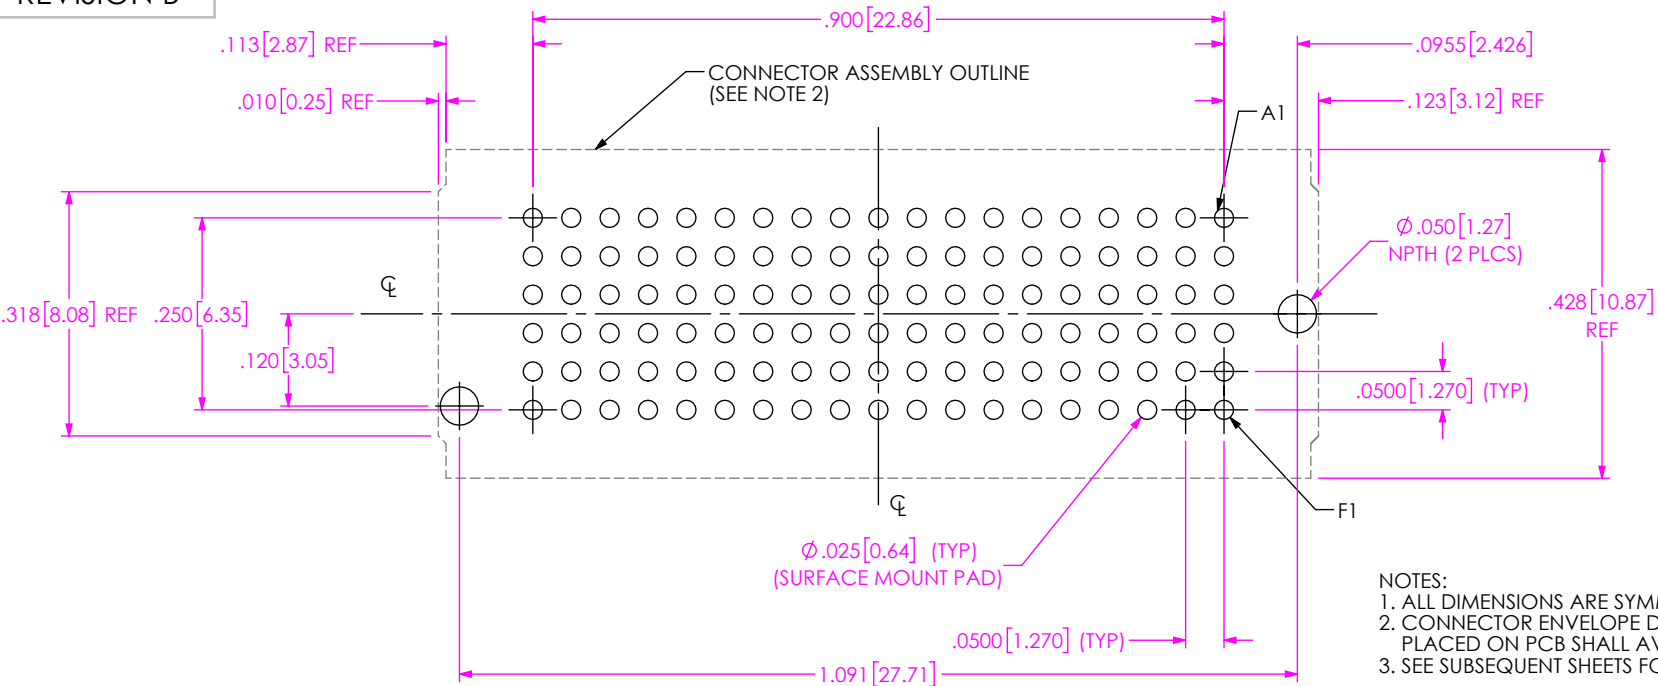 REVISION B
.900[22.86]
.113[2.87] REF
.0955[2.426]
CONNECTOR ASSEMBLY OUTLINE
(SEE NOTE 2)
.010[0.25] REF
.123[3.12] REF
A1
Ø.050[1.27]
NPTH (2 PLCS)
℄
.318[8.08] REF
.250[6.35]
.428[10.87]
REF
.120[3.05]
.0500[1.270] (TYP)
℄
F1
Ø.025[0.64] (TYP)
(SURFACE MOUNT PAD)
.0500[1.270] (TYP)
1.091[27.71]
NOTES:
1. ALL DIMENSIONS ARE
2. CONNECTOR ENVELOPE
PLACED ON PCB SHALL
3. SEE SUBSEQUENT SHEETS